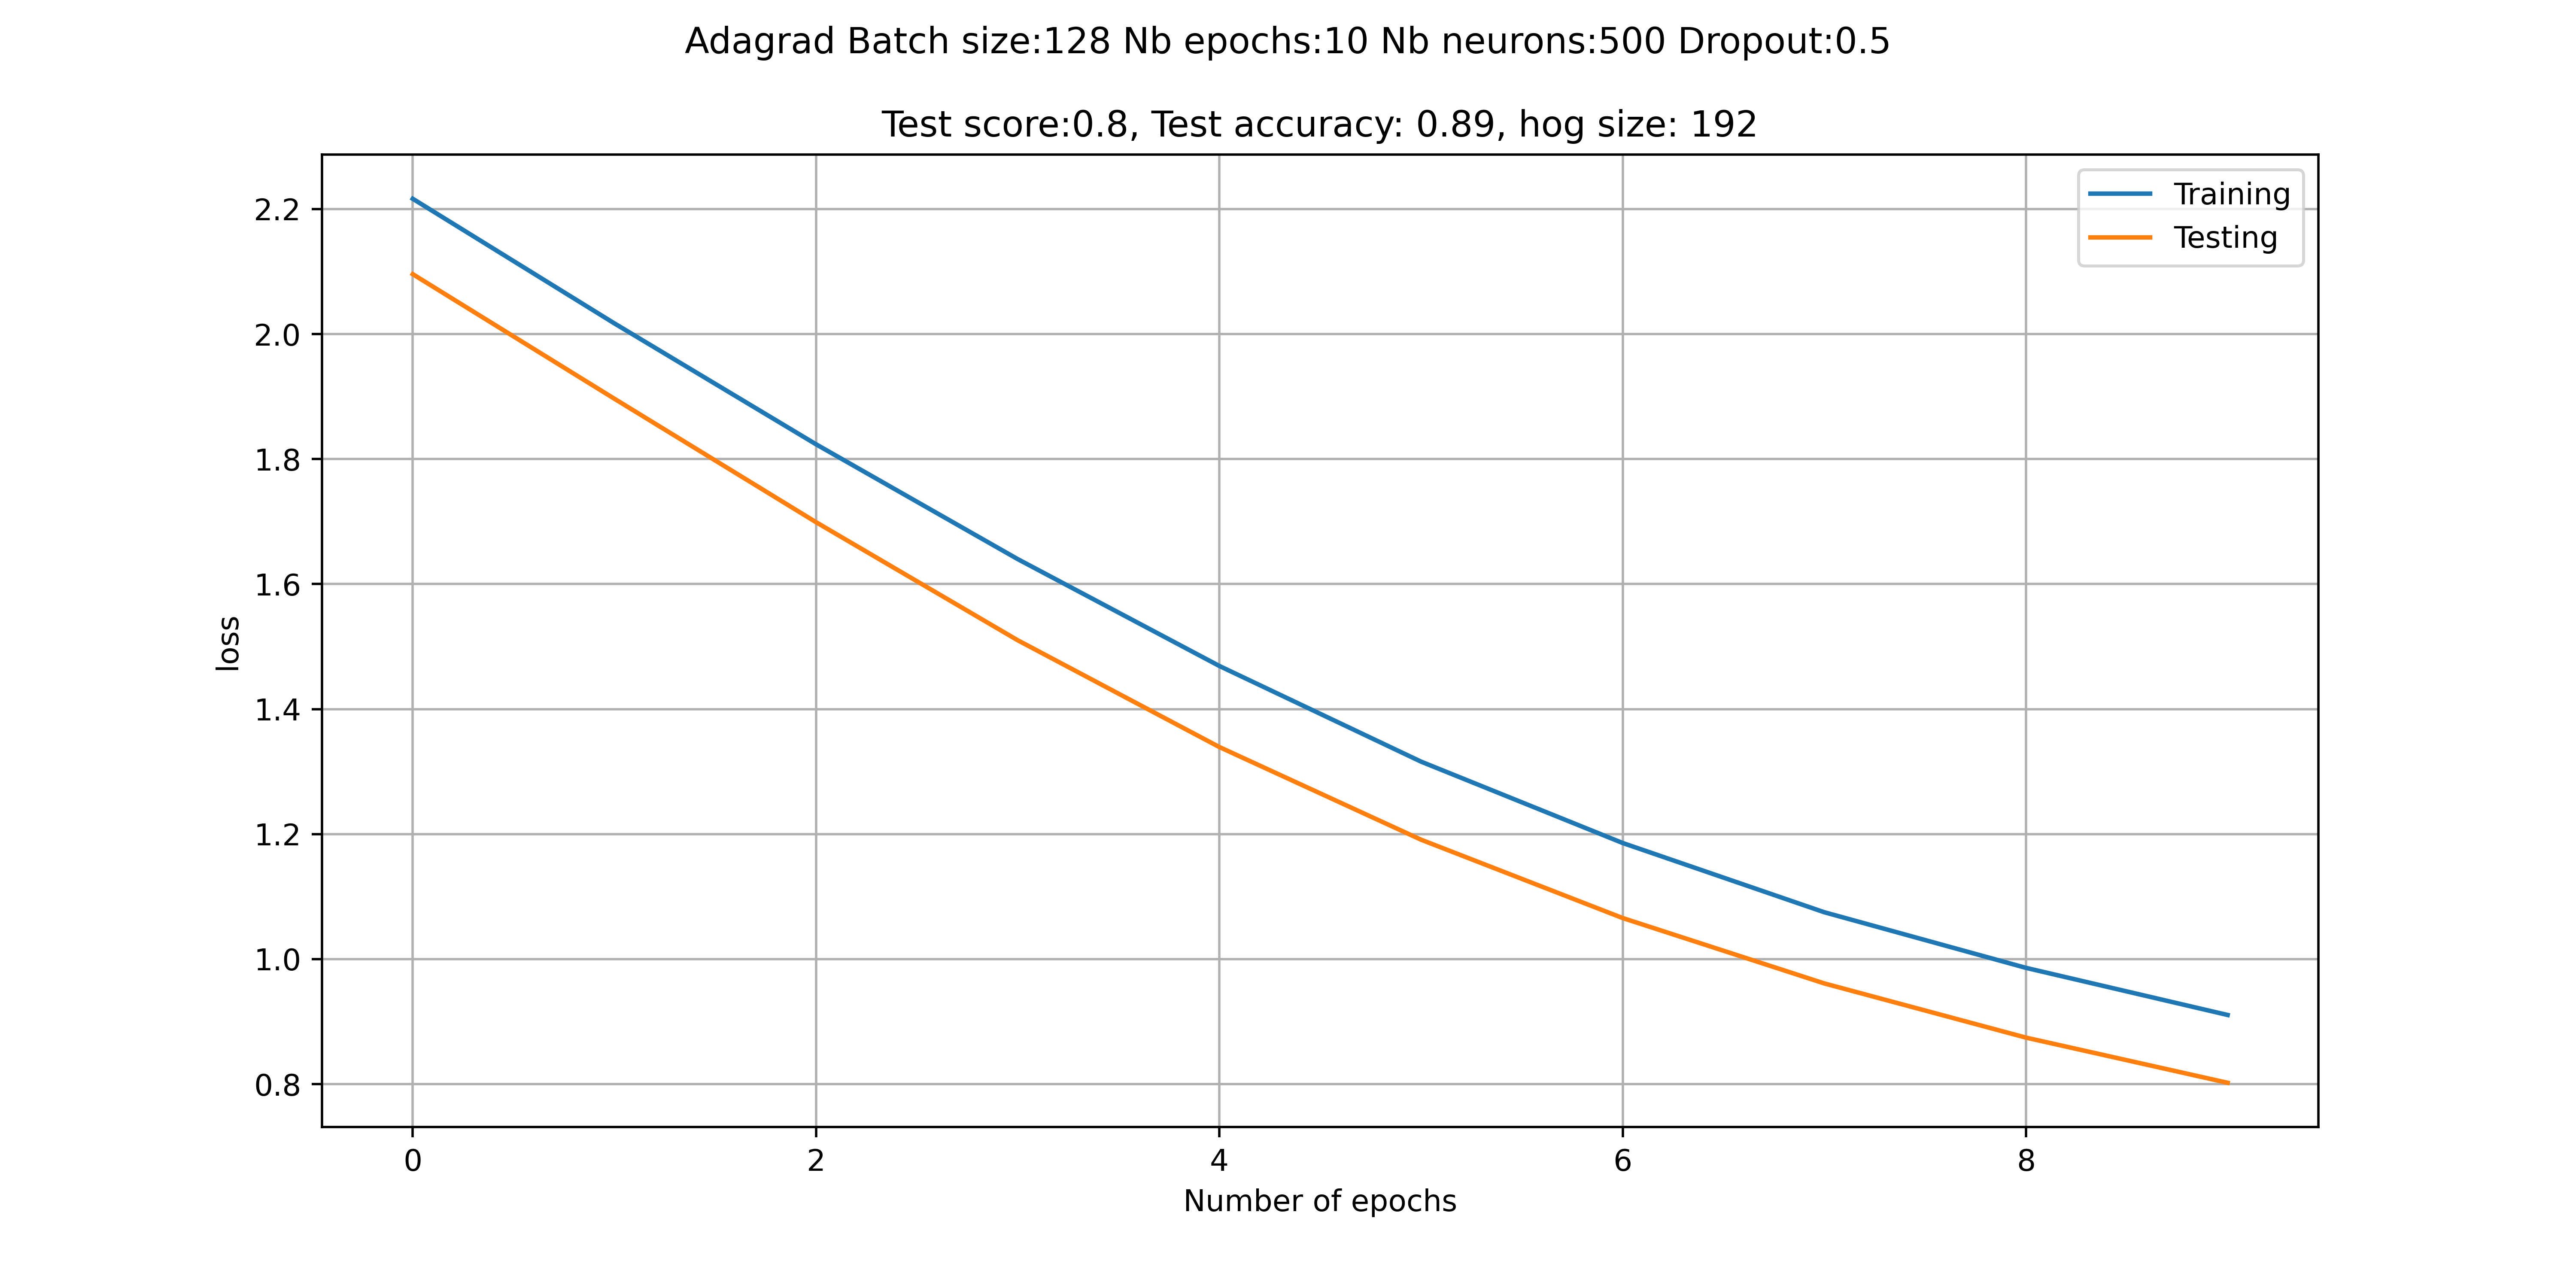 Adagrad Batch size:128 Nb epochs:10 Nb neurons:500 Dropout:0.5
Test score:0.8, Test accuracy: 0.89, hog size: 192
Training
Testing
2.2
2.0
1.8
1.6
1.4
1.2
1.0
0.8
loss
0 2 4 6 8
Number of epochs